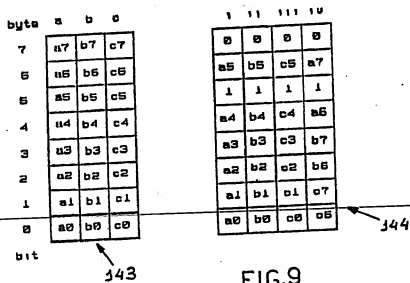 byte a b c
7 a7 b7 c7
6 a6 b6 c6
5 a5 b5 c5
4 a4 b4 c4
3 a3 b3 c3
2 a2 b2 c2
1 a1 b1 c1
0 a0 b0 c0
bit
143
I II III IV
0 0 0 0
a5 b5 c5 a7
1 1 1 1
a4 b4 c4 a6
a3 b3 c3 b7
a2 b2 c2 b6
a1 b1 c1 c7
a0 b0 c0 c6
144
FIG.9